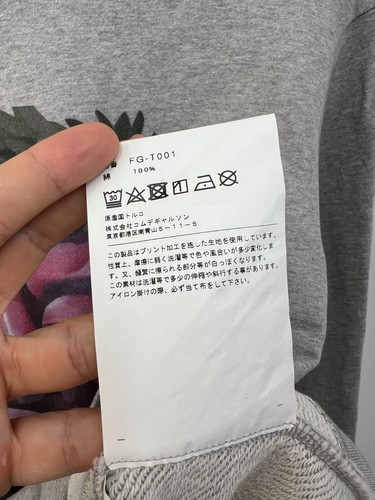 品番 FG-T001
綿 100%
30
原産国トルコ
株式会社コムデギャルソン
東京都港区南青山5-11-5
この製品はプリント加工を施した生地を使用しています。
性質上、摩擦に弱く洗濯等で色や風合いが多少変化しま
す。又、頻繁に擦られる部分等が白っぽくなります。
この素材は洗濯等で多少の伸縮や斜行する事があります。
アイロン掛けの際、必ず当て布をして下さい。